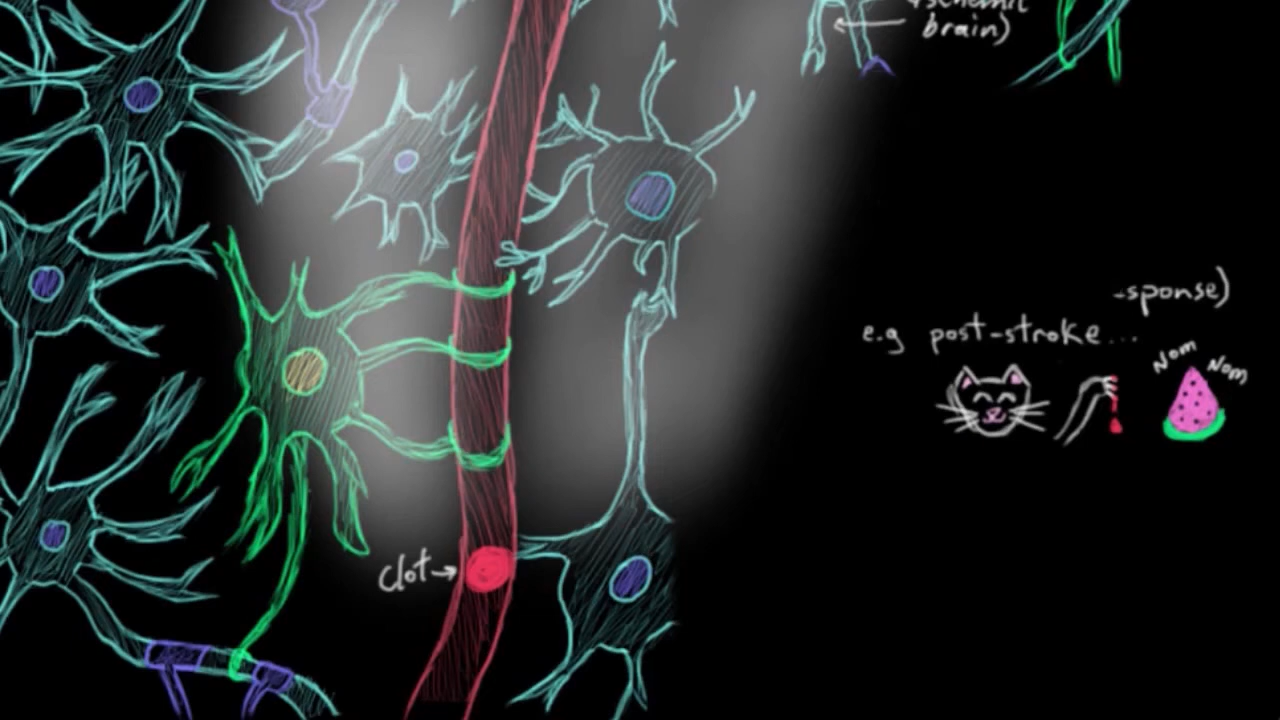 brain)
-sponse)
e.g post-stroke...
Nom
Nom
clot→